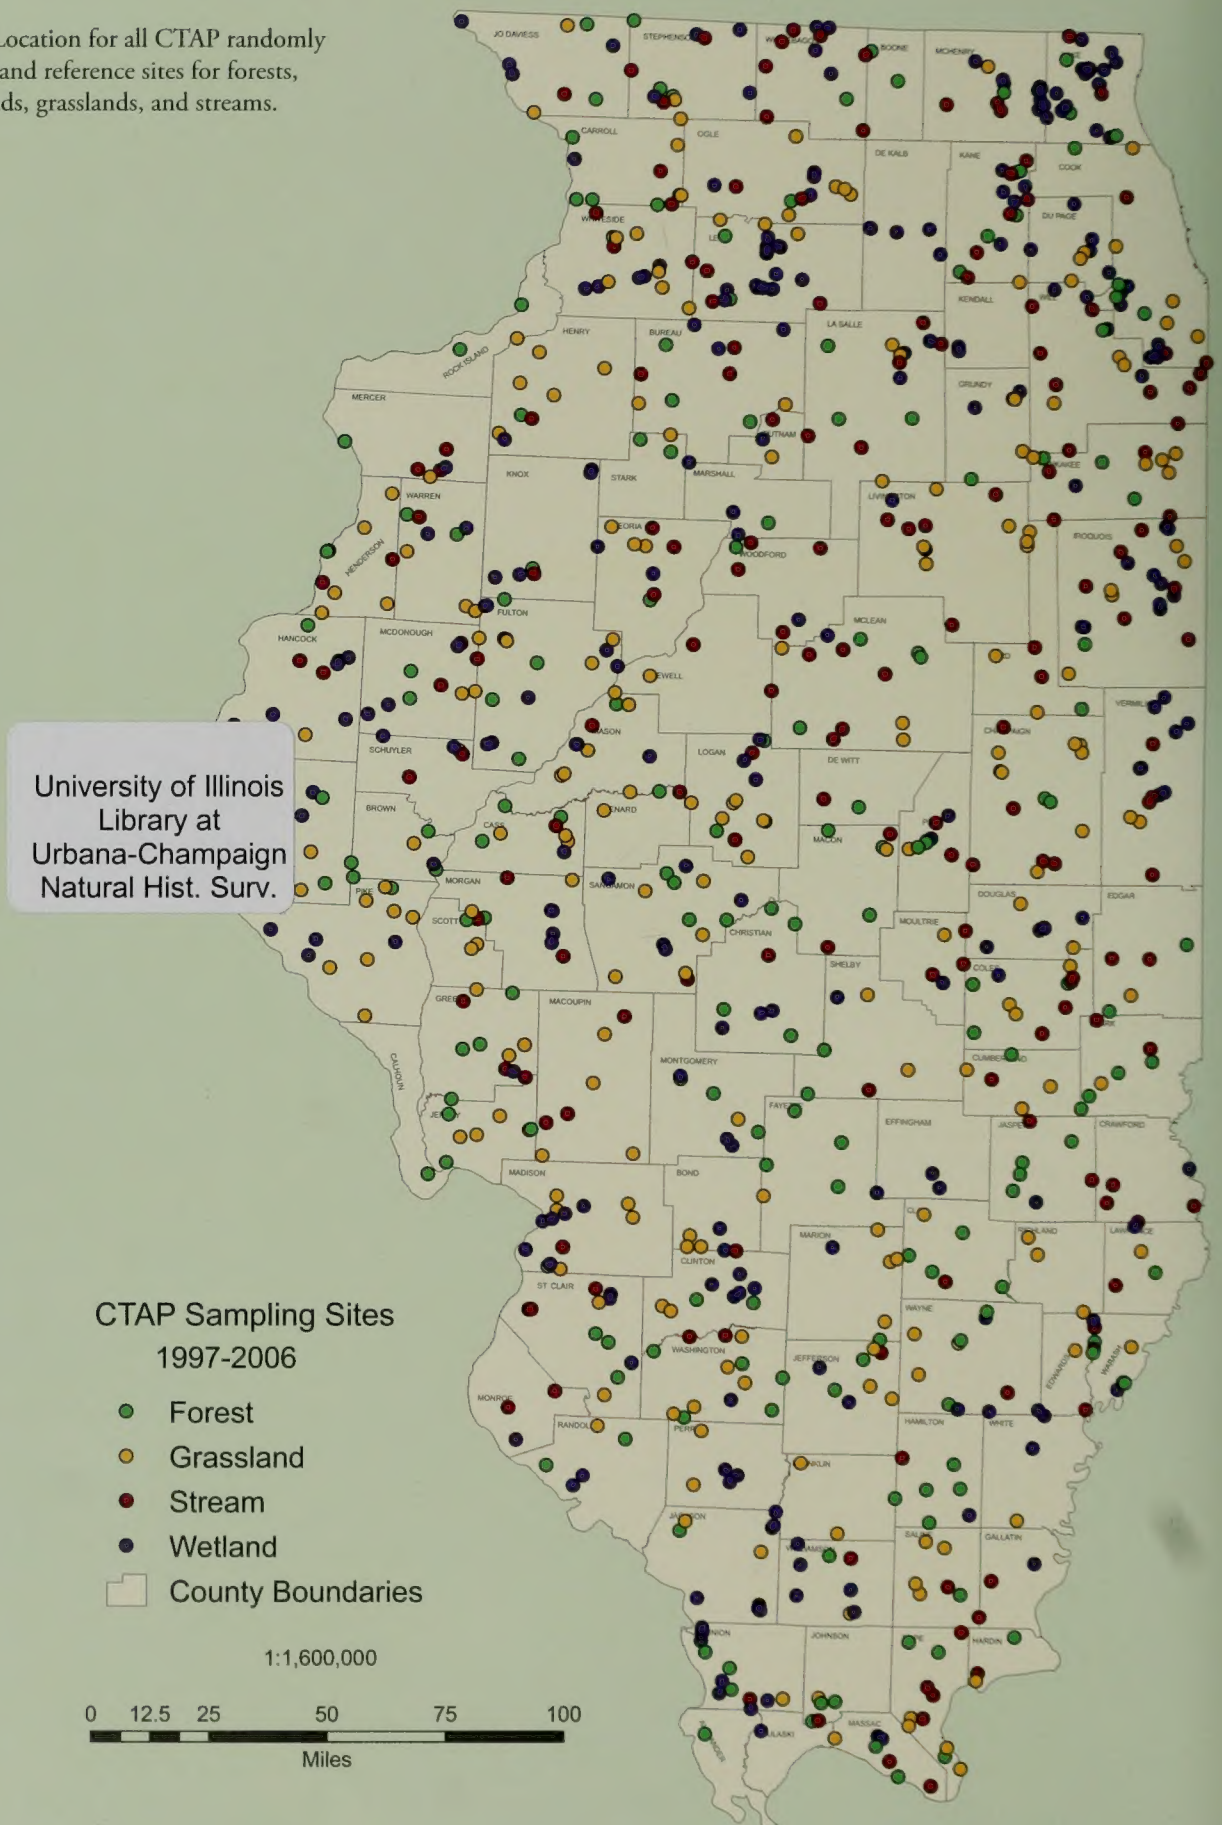 Location for all CTAP randomly
and reference sites for forests,
ds, grasslands, and streams.
JO DAVIESS
BOONE
MCHENRY
CARROLL
OGLE
DE KALB
KANE
COOK
DU PAGE
KENDALL
HENRY
BUREAU
LA SALLE
ROCK ISLAND
GRUNDY
MERCER
KNOX
STARK
MARSHALL
WARREN
HENDERSON
WOODFORD
IROQUOIS
FULTON
HANCOCK
MCDONOUGH
MCLEAN
SCHUYLER
LOGAN
DE WITT
BROWN
MACON
MORGAN
DOUGLAS
EDGAR
SCOTT
CHRISTIAN
MOULTRIE
SHELBY
MACOUPIN
CALHOUN
MONTGOMERY
EFFINGHAM
CRAWFORD
MADISON
BOND
MARION
CLINTON
ST CLAIR
WAYNE
WASHINGTON
JEFFERSON
EDWARDS
WABASH
MONROE
HAMILTON
WHITE
GALLATIN
JOHNSON
HARDIN
MASSAC
University of Illinois
Library at
Urbana-Champaign
Natural Hist. Surv.
CTAP Sampling Sites
1997-2006
Forest
Grassland
Stream
Wetland
County Boundaries
1:1,600,000
0 12.5 25 50 75 100
Miles